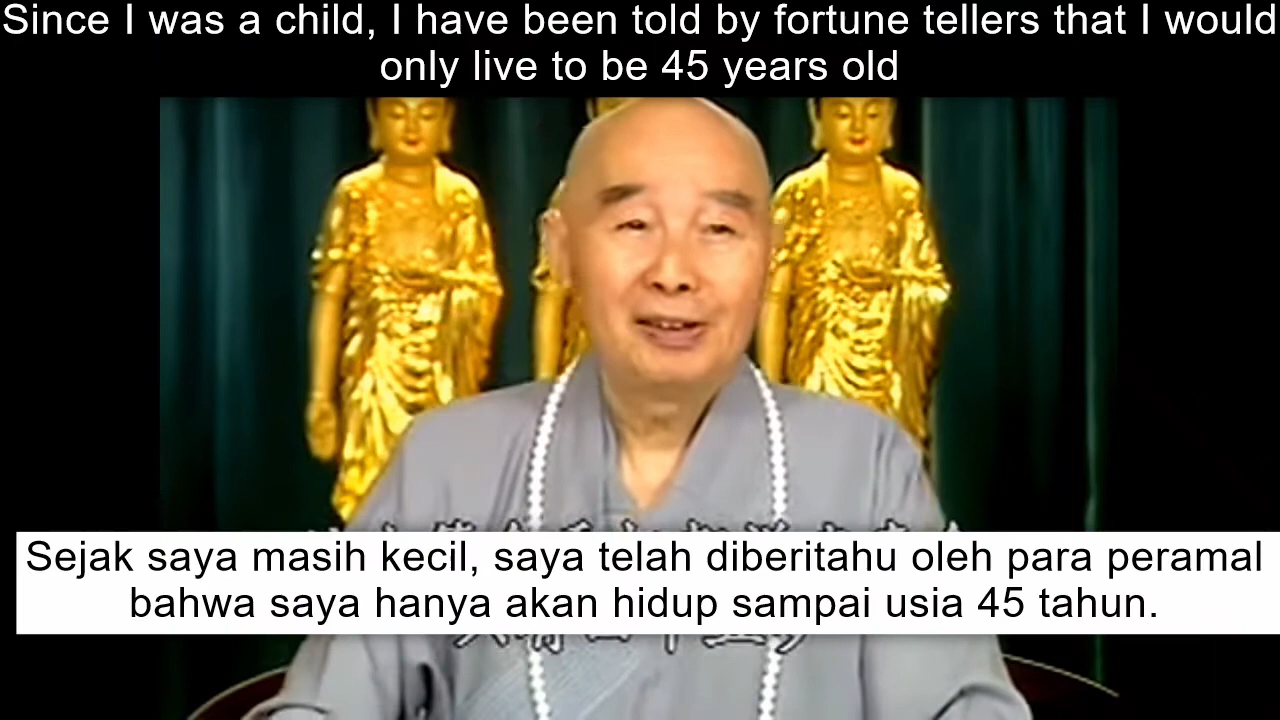 Since I was a child, I have been told by fortune tellers that I would
only live to be 45 years old
Sejak saya masih kecil, saya telah diberitahu oleh para peramal
bahwa saya hanya akan hidup sampai usia 45 tahun.